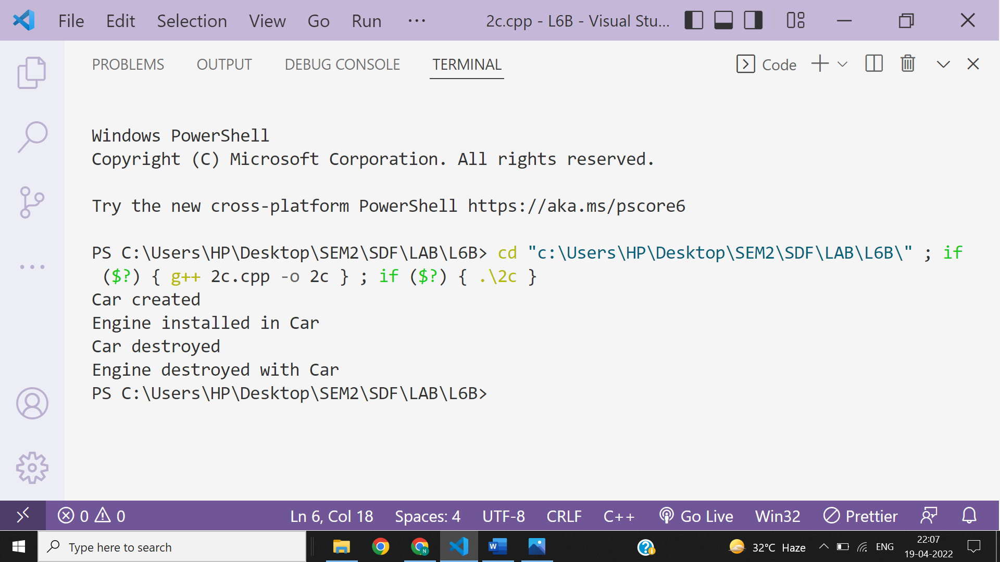 File Edit Selection View Go Run ··· 2c.cpp - L6B - Visual Stu...
PROBLEMS OUTPUT DEBUG CONSOLE TERMINAL Code
Windows PowerShell
Copyright (C) Microsoft Corporation. All rights reserved.
Try the new cross-platform PowerShell https://aka.ms/pscore6
PS C:\Users\HP\Desktop\SEM2\SDF\LAB\L6B> cd "c:\Users\HP\Desktop\SEM2\SDF\LAB\L6B\" ; if
($?) { g++ 2c.cpp -o 2c } ; if ($?) { .\2c }
Car created
Engine installed in Car
Car destroyed
Engine destroyed with Car
PS C:\Users\HP\Desktop\SEM2\SDF\LAB\L6B>
0 0 Ln 6, Col 18 Spaces: 4 UTF-8 CRLF C++ Go Live Win32 Prettier
Type here to search W N 32°C Haze ENG 22:07
19-04-2022